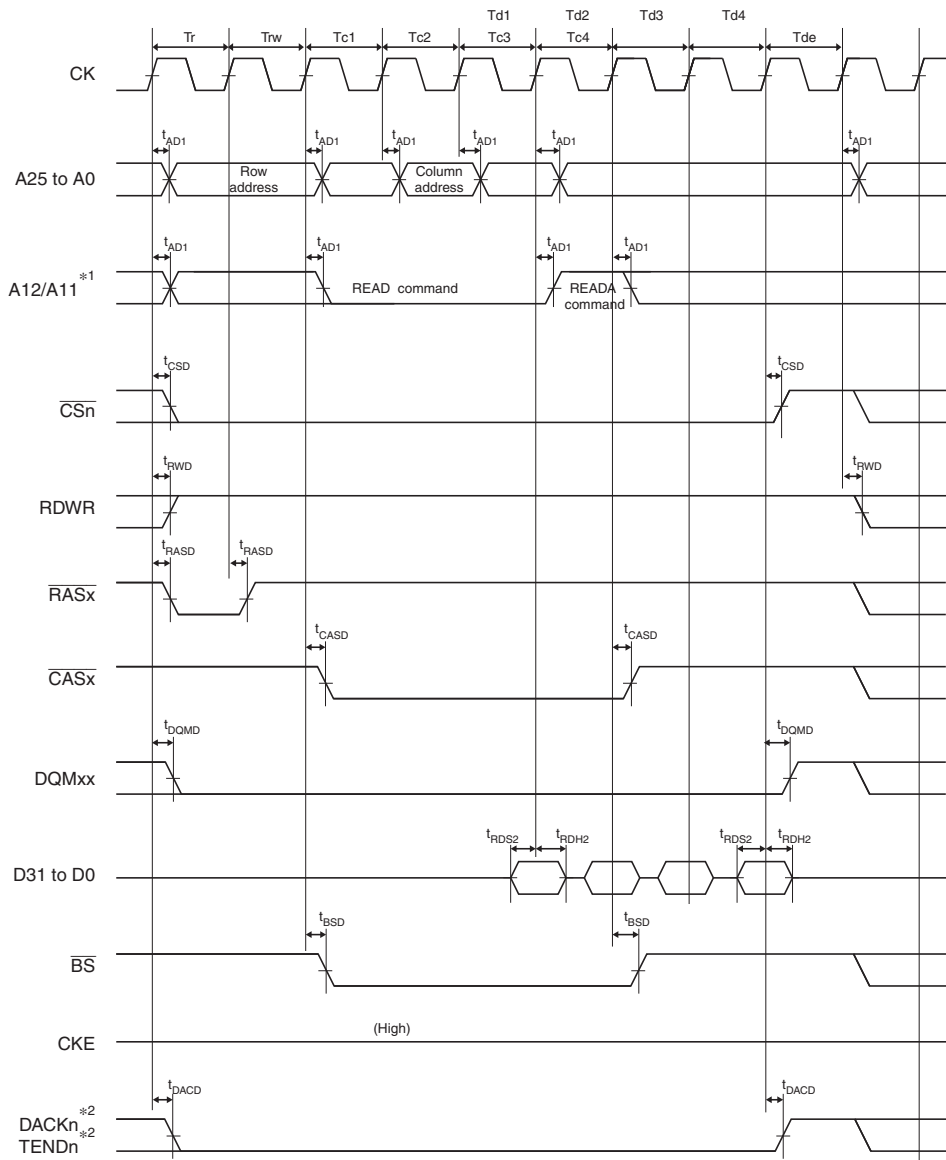 Td1 Td2 Td3 Td4
Tr Trw Tc1 Tc2 Tc3 Tc4 Tde
CK
tAD1 tAD1 tAD1 tAD1 tAD1 tAD1
A25 to A0
Row address
Column address
tAD1 tAD1 tAD1 tAD1
A12/A11 *1
READ command
READA command
tCSD tCSD
CSn
tRWD tRWD
RDWR
tRASD tRASD
RASx
tCASD tCASD
CASx
tDQMD tDQMD
DQMxx
tRDS2 tRDH2 tRDS2 tRDH2
D31 to D0
tBSD tBSD
BS
(High)
CKE
tDACD tDACD
DACKn *2
TENDn *2